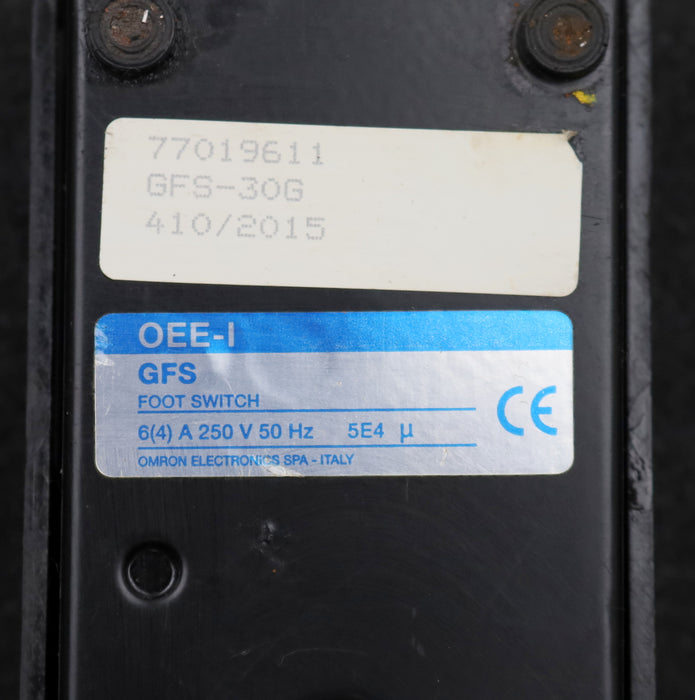 77019611
GFS-30G
410/2015
OEE-I
GFS
FOOT SWITCH
6(4) A 250 V 50 Hz 5E4 µ
OMRON ELECTRONICS SPA - ITALY
CE